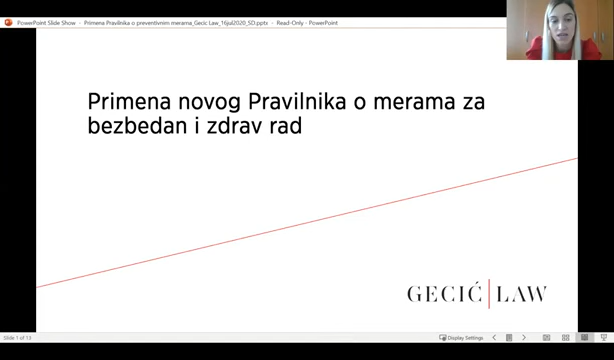 PowerPoint Slide Show - Primena Pravilnika o preventivnim merama_Gecic Law_16jul2020_SD.pptx - Read-Only - PowerPoint
Primena novog Pravilnika o merama za
bezbedan i zdrav rad
GECIĆ LAW
Slide 1 of 13
Display Settings